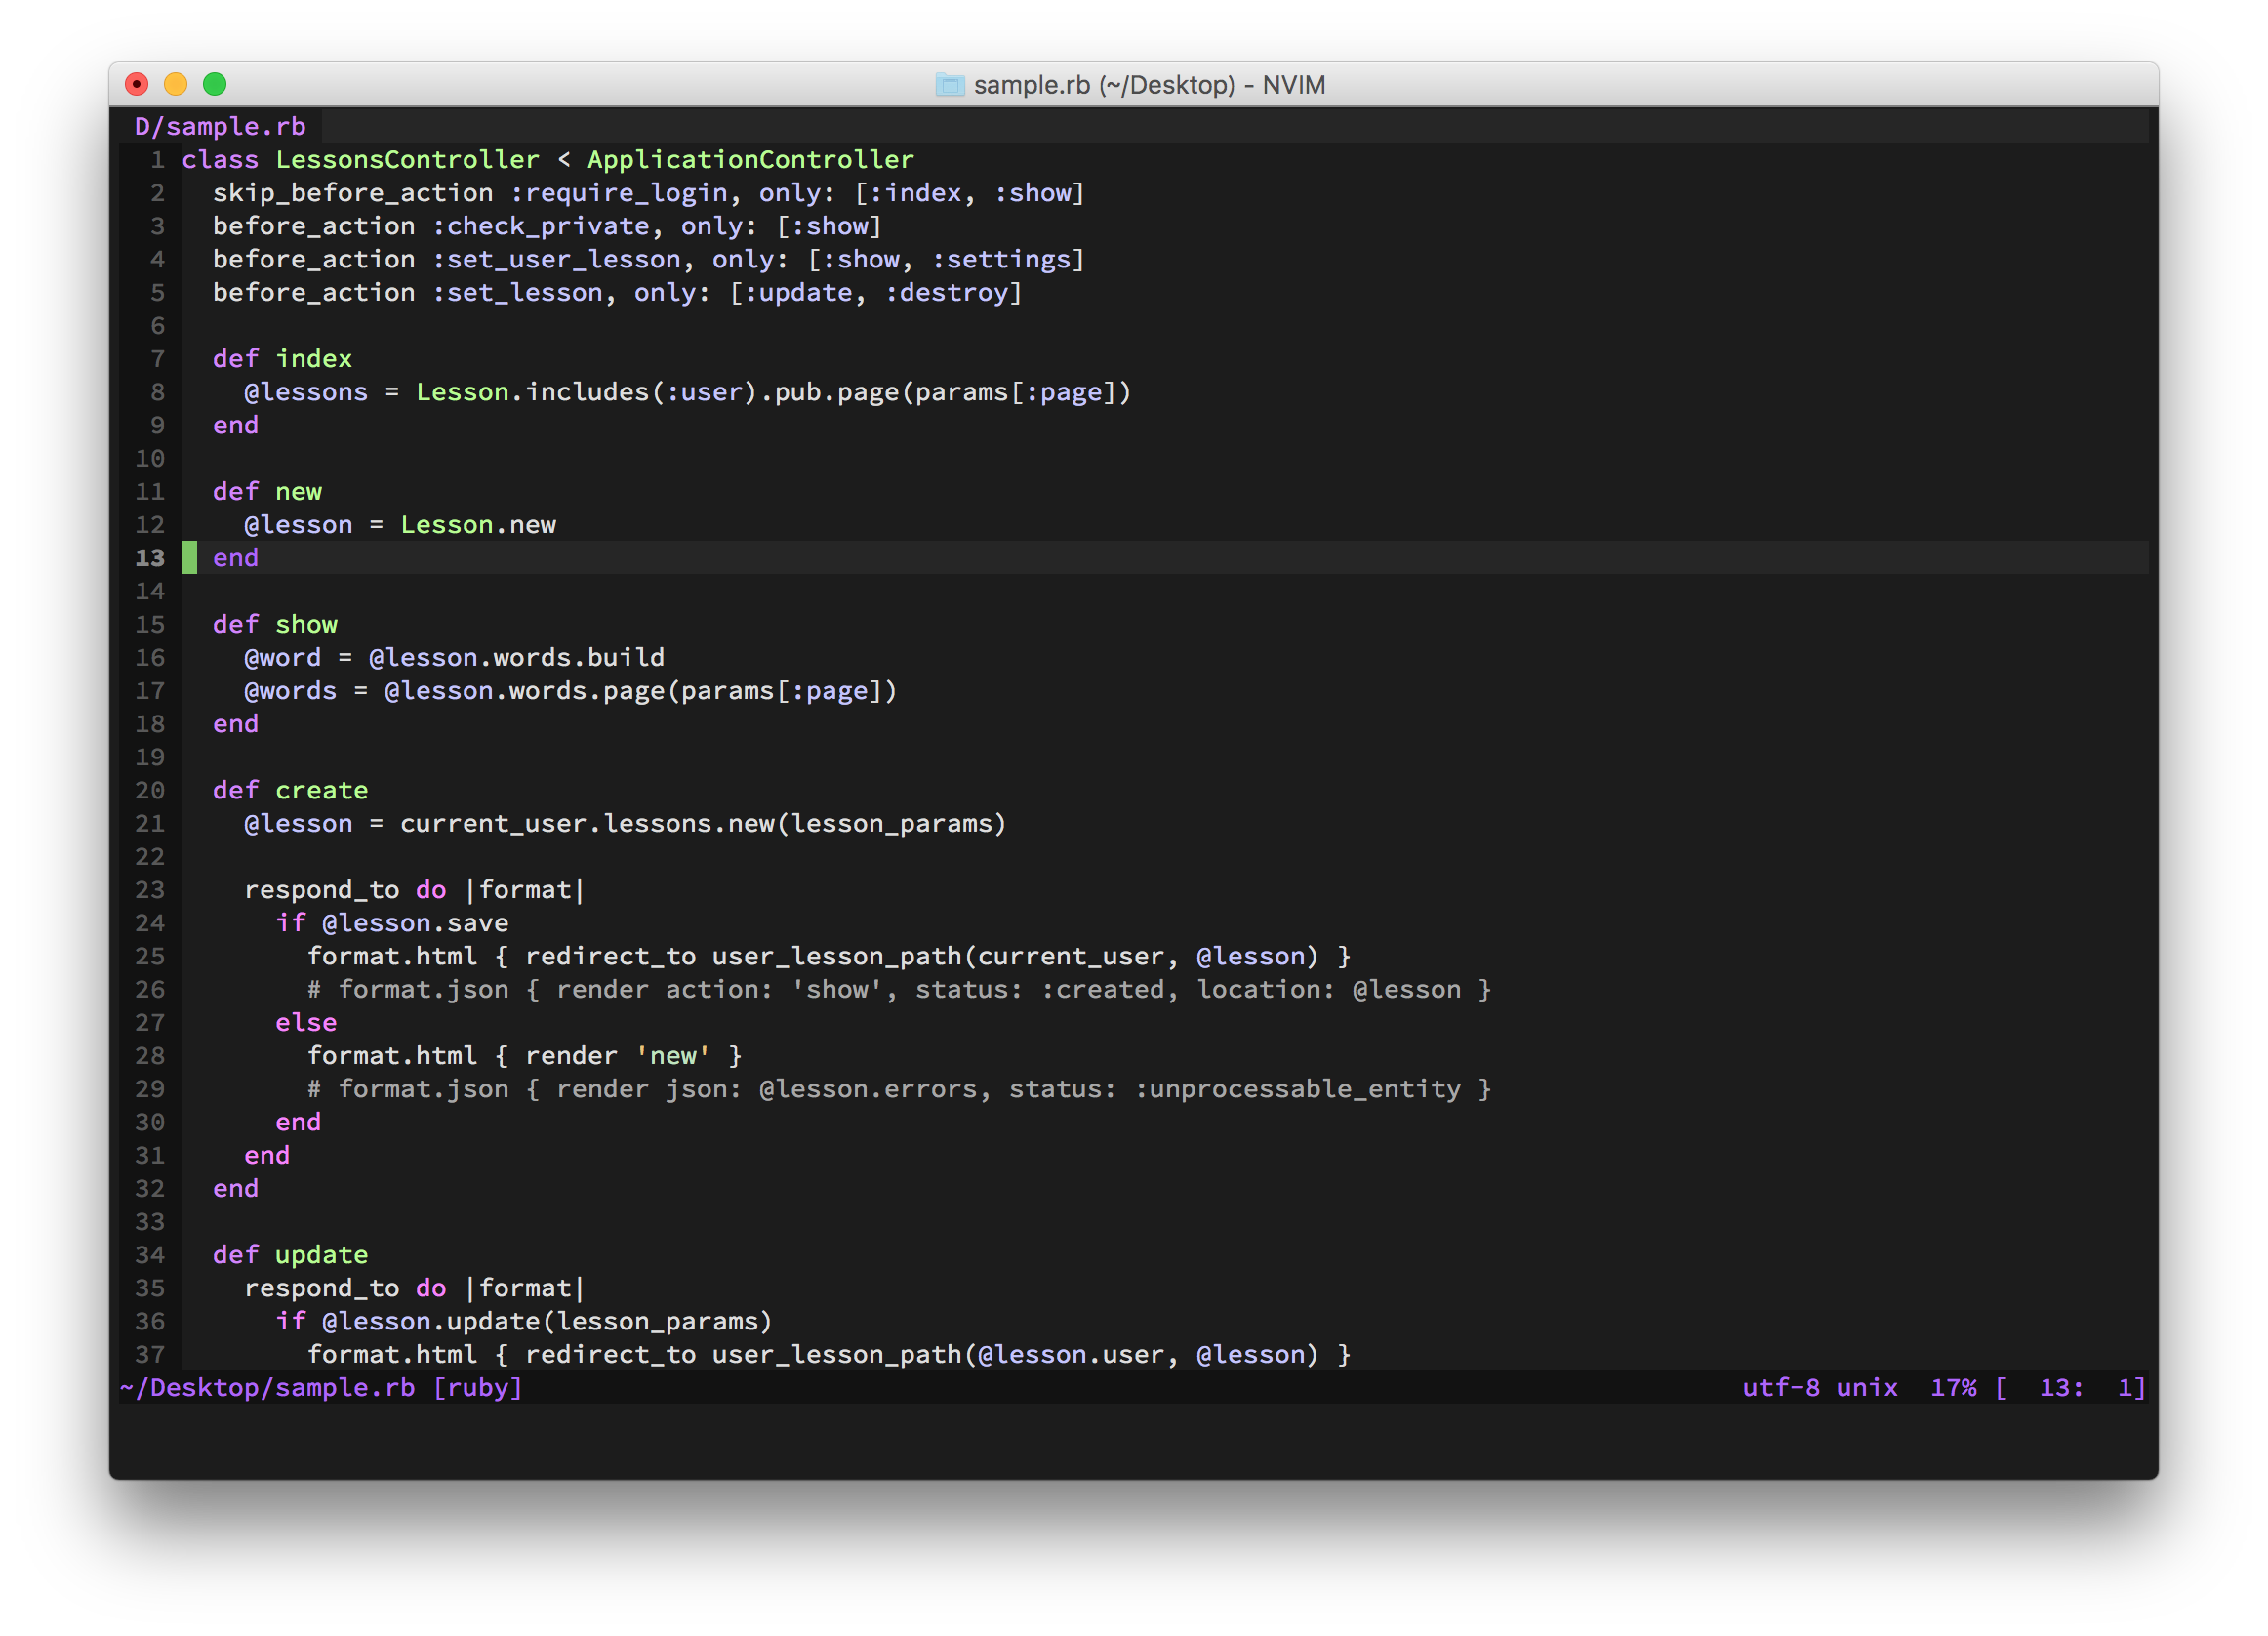 sample.rb (~/Desktop) - NVIM
D/sample.rb
1 class LessonsController < ApplicationController
2   skip_before_action :require_login, only: [:index, :show]
3   before_action :check_private, only: [:show]
4   before_action :set_user_lesson, only: [:show, :settings]
5   before_action :set_lesson, only: [:update, :destroy]
6
7   def index
8     @lessons = Lesson.includes(:user).pub.page(params[:page])
9   end
10
11   def new
12     @lesson = Lesson.new
13   end
14
15   def show
16     @word = @lesson.words.build
17     @words = @lesson.words.page(params[:page])
18   end
19
20   def create
21     @lesson = current_user.lessons.new(lesson_params)
22
23     respond_to do |format|
24       if @lesson.save
25         format.html { redirect_to user_lesson_path(current_user, @lesson) }
26         # format.json { render action: 'show', status: :created, location: @lesson }
27       else
28         format.html { render 'new' }
29         # format.json { render json: @lesson.errors, status: :unprocessable_entity }
30       end
31     end
32   end
33
34   def update
35     respond_to do |format|
36       if @lesson.update(lesson_params)
37         format.html { redirect_to user_lesson_path(@lesson.user, @lesson) }
~/Desktop/sample.rb [ruby] utf-8 unix  17% [  13:  1]